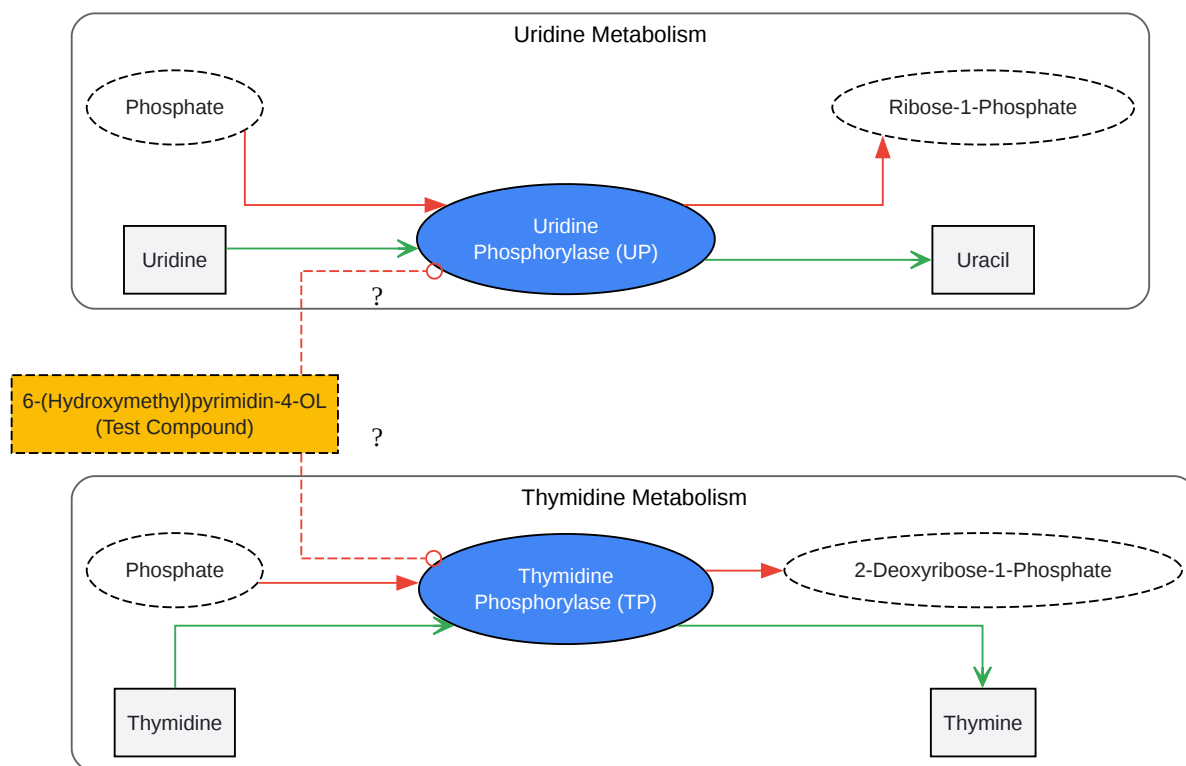 Uridine Metabolism
Phosphate
Ribose-1-Phosphate
Uridine
Phosphorylase (UP)
Uridine
Uracil
?
6-(Hydroxymethyl)pyrimidin-4-OL
(Test Compound)
?
Thymidine Metabolism
Phosphate
Thymidine
Phosphorylase (TP)
2-Deoxyribose-1-Phosphate
Thymidine
Thymine